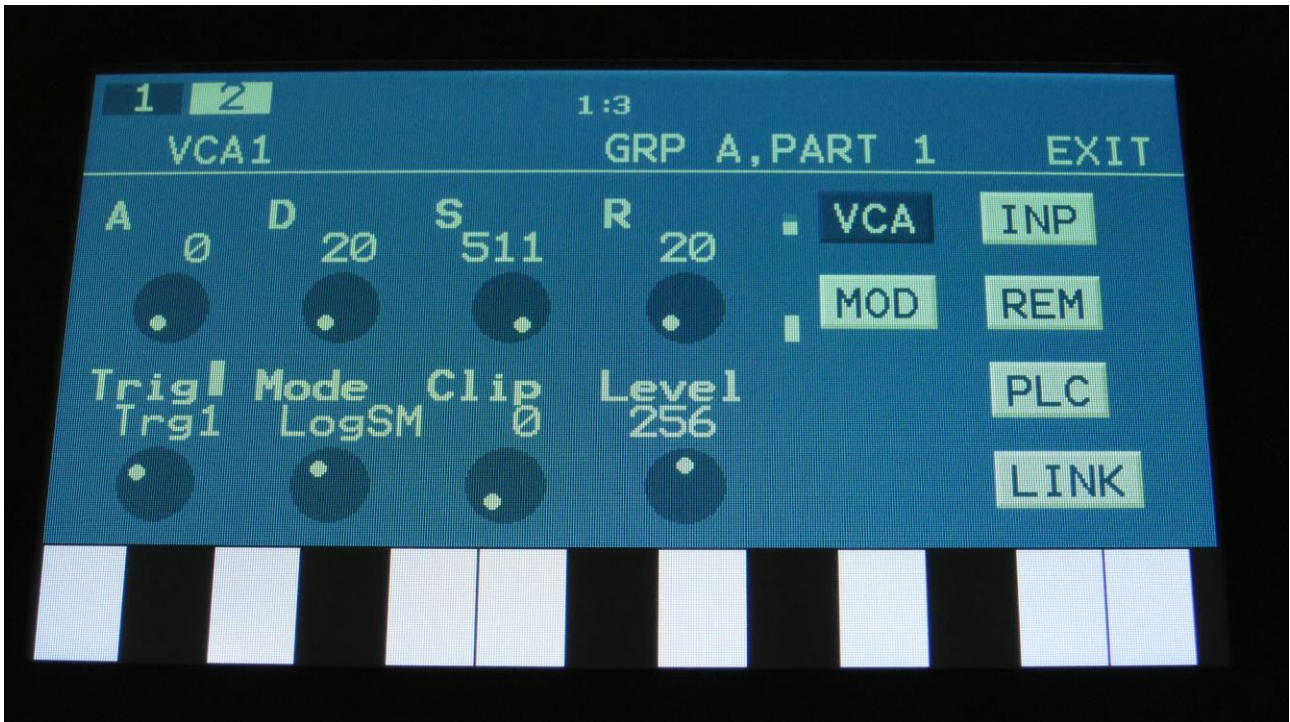 1 2 1:3
VCA1 GRP A,PART 1 EXIT
A D S R VCA INP
0 20 511 20
MOD REM
Trig Mode Clip Level PLC
Trg1 LogSM 0 256
LINK